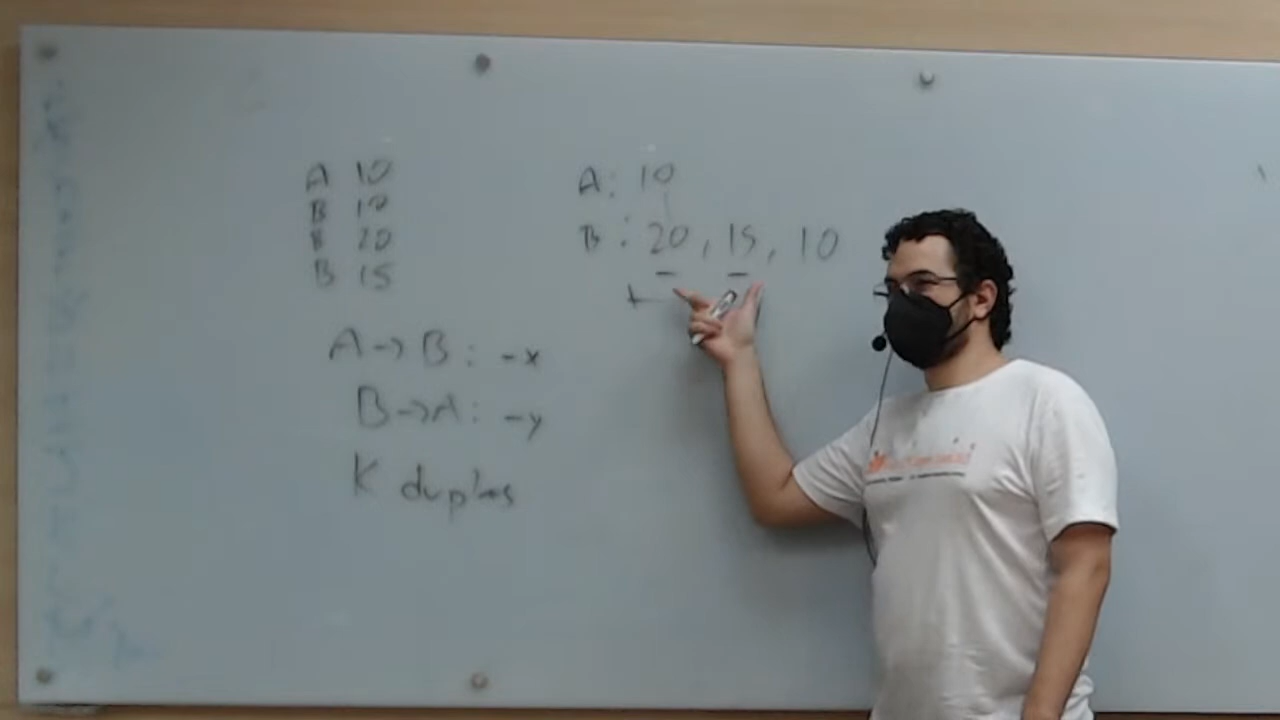 A 10
B 10
B 20
B 15
A → B : -x
B → A : -y
K duplas
A: 10
B: 20, 15, 10